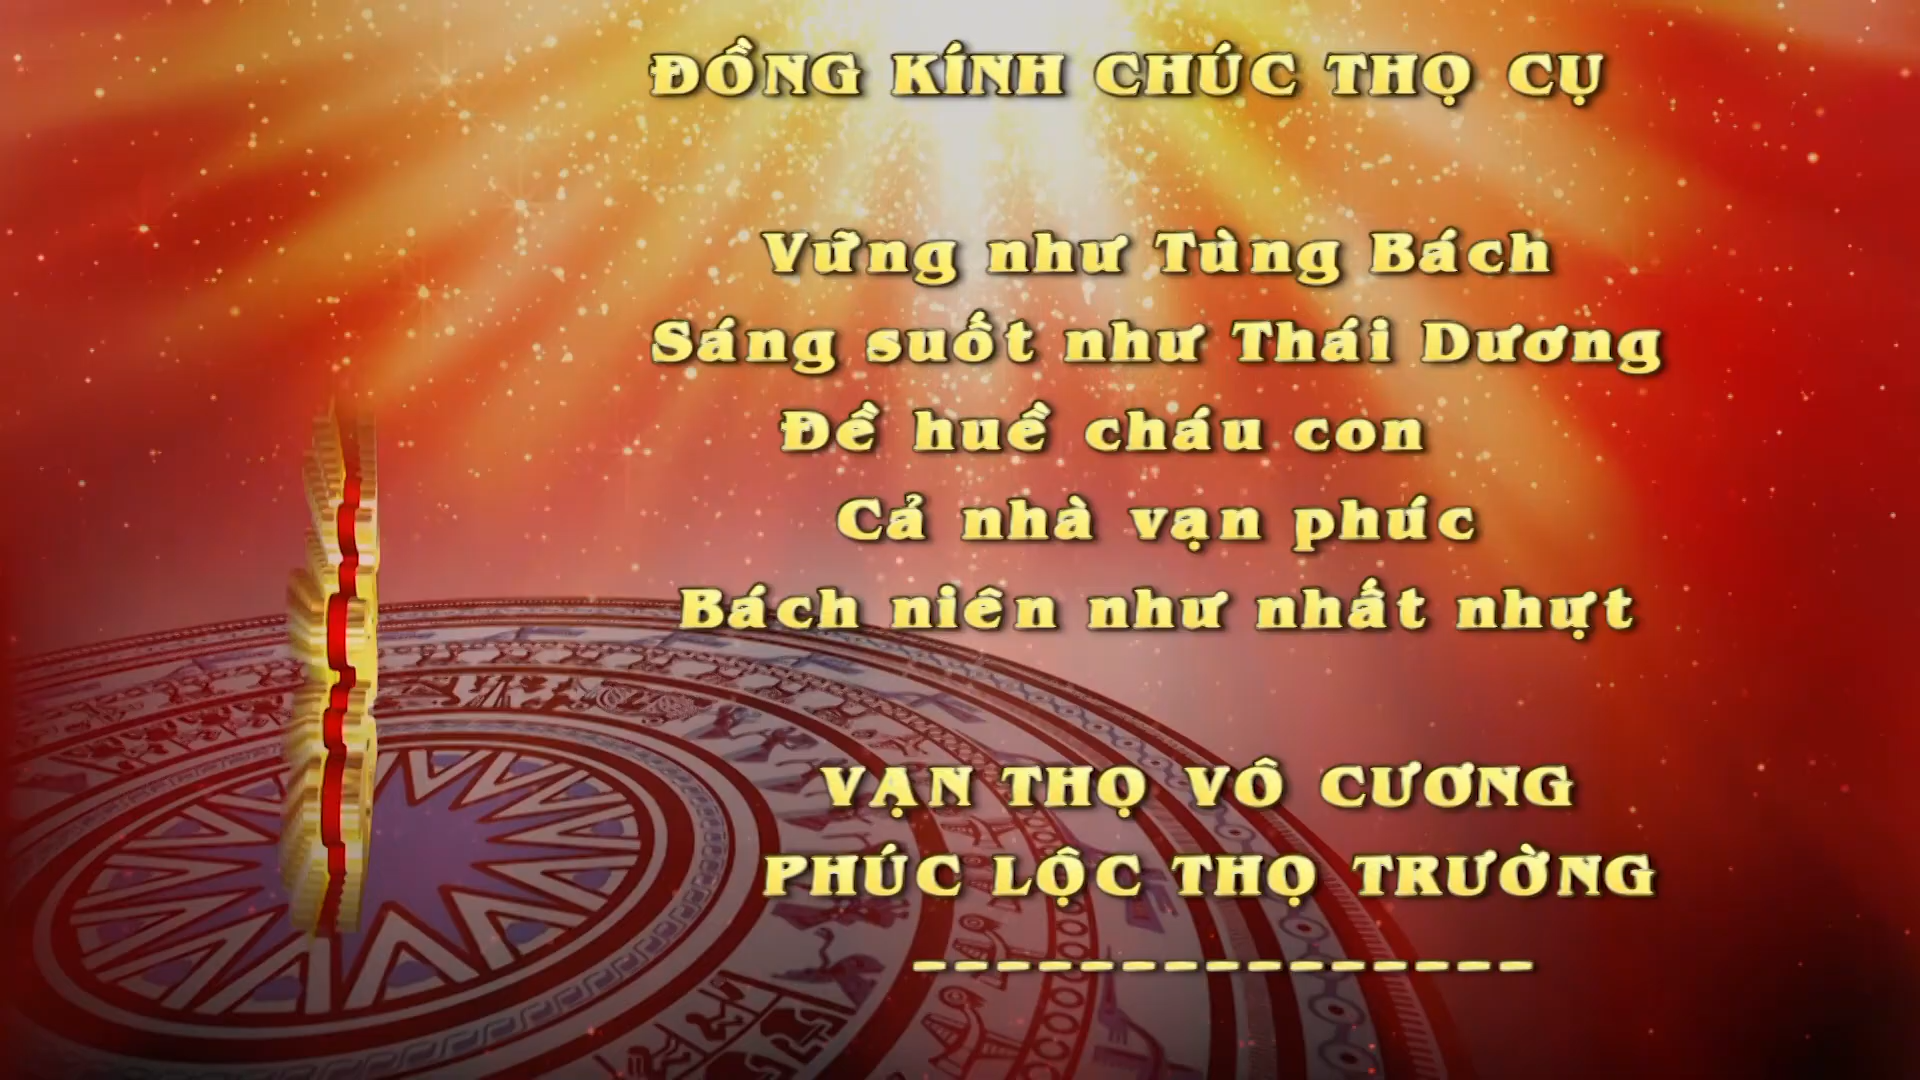 ĐỒNG KÍNH CHÚC THỌ CỤ
Vững như Tùng Bách
Sáng suốt như Thái Dương
Đề huề cháu con
Cả nhà vạn phúc
Bách niên như nhất nhựt
VẠN THỌ VÔ CƯƠNG
PHÚC LỘC THỌ TRƯỜNG
---------------